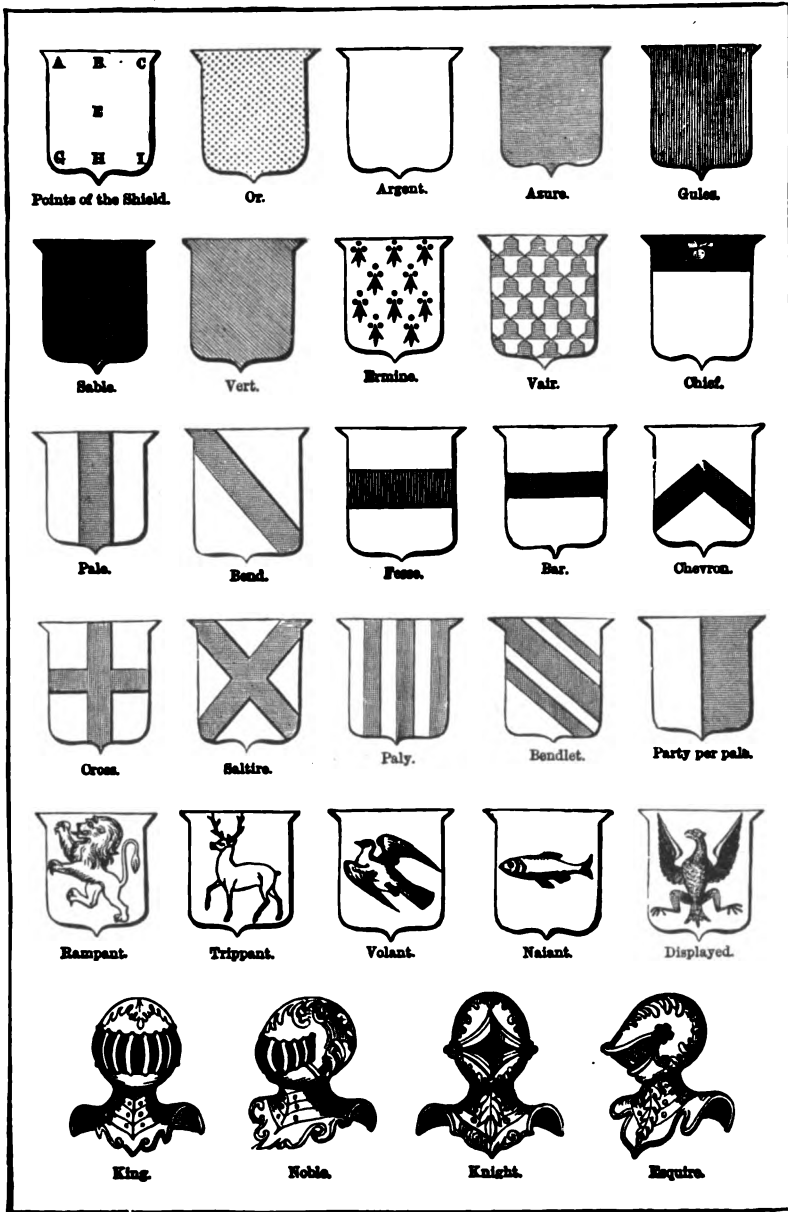 A B C
E
G H I
Points of the Shield. Or. Argent. Azure. Gules.
Sable. Vert. Ermine. Vair. Chief.
Pale. Bend. Fesse. Bar. Chevron.
Cross. Saltire. Paly. Bendlet. Party per pale.
Rampant. Trippant. Volant. Naiant. Displayed.
King. Noble. Knight. Esquire.